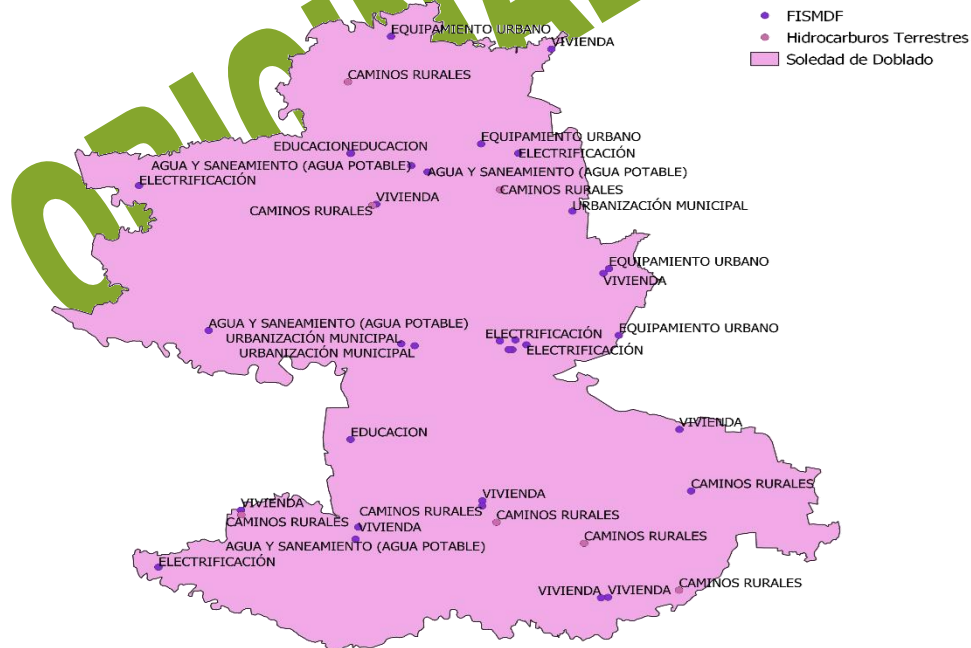 FISMDF
Hidrocarburos Terrestres
Soledad de Doblado
EQUIPAMIENTO URBANO
VIVIENDA
CAMINOS RURALES
EQUIPAMIENTO URBANO
EDUCACIONEDUCACION
ELECTRIFICACIÓN
AGUA Y SANEAMIENTO (AGUA POTABLE)
AGUA Y SANEAMIENTO (AGUA POTABLE)
ELECTRIFICACIÓN
CAMINOS RURALES
VIVIENDA
CAMINOS RURALES
URBANIZACIÓN MUNICIPAL
EQUIPAMIENTO URBANO
VIVIENDA
AGUA Y SANEAMIENTO (AGUA POTABLE)
EQUIPAMIENTO URBANO
ELECTRIFICACIÓN
URBANIZACIÓN MUNICIPAL
ELECTRIFICACIÓN
URBANIZACIÓN MUNICIPAL
VIVIENDA
EDUCACION
CAMINOS RURALES
VIVIENDA
VIVIENDA
CAMINOS RURALES
CAMINOS RURALES
CAMINOS RURALES
VIVIENDA
CAMINOS RURALES
AGUA Y SANEAMIENTO (AGUA POTABLE)
ELECTRIFICACIÓN
CAMINOS RURALES
VIVIENDA
VIVIENDA